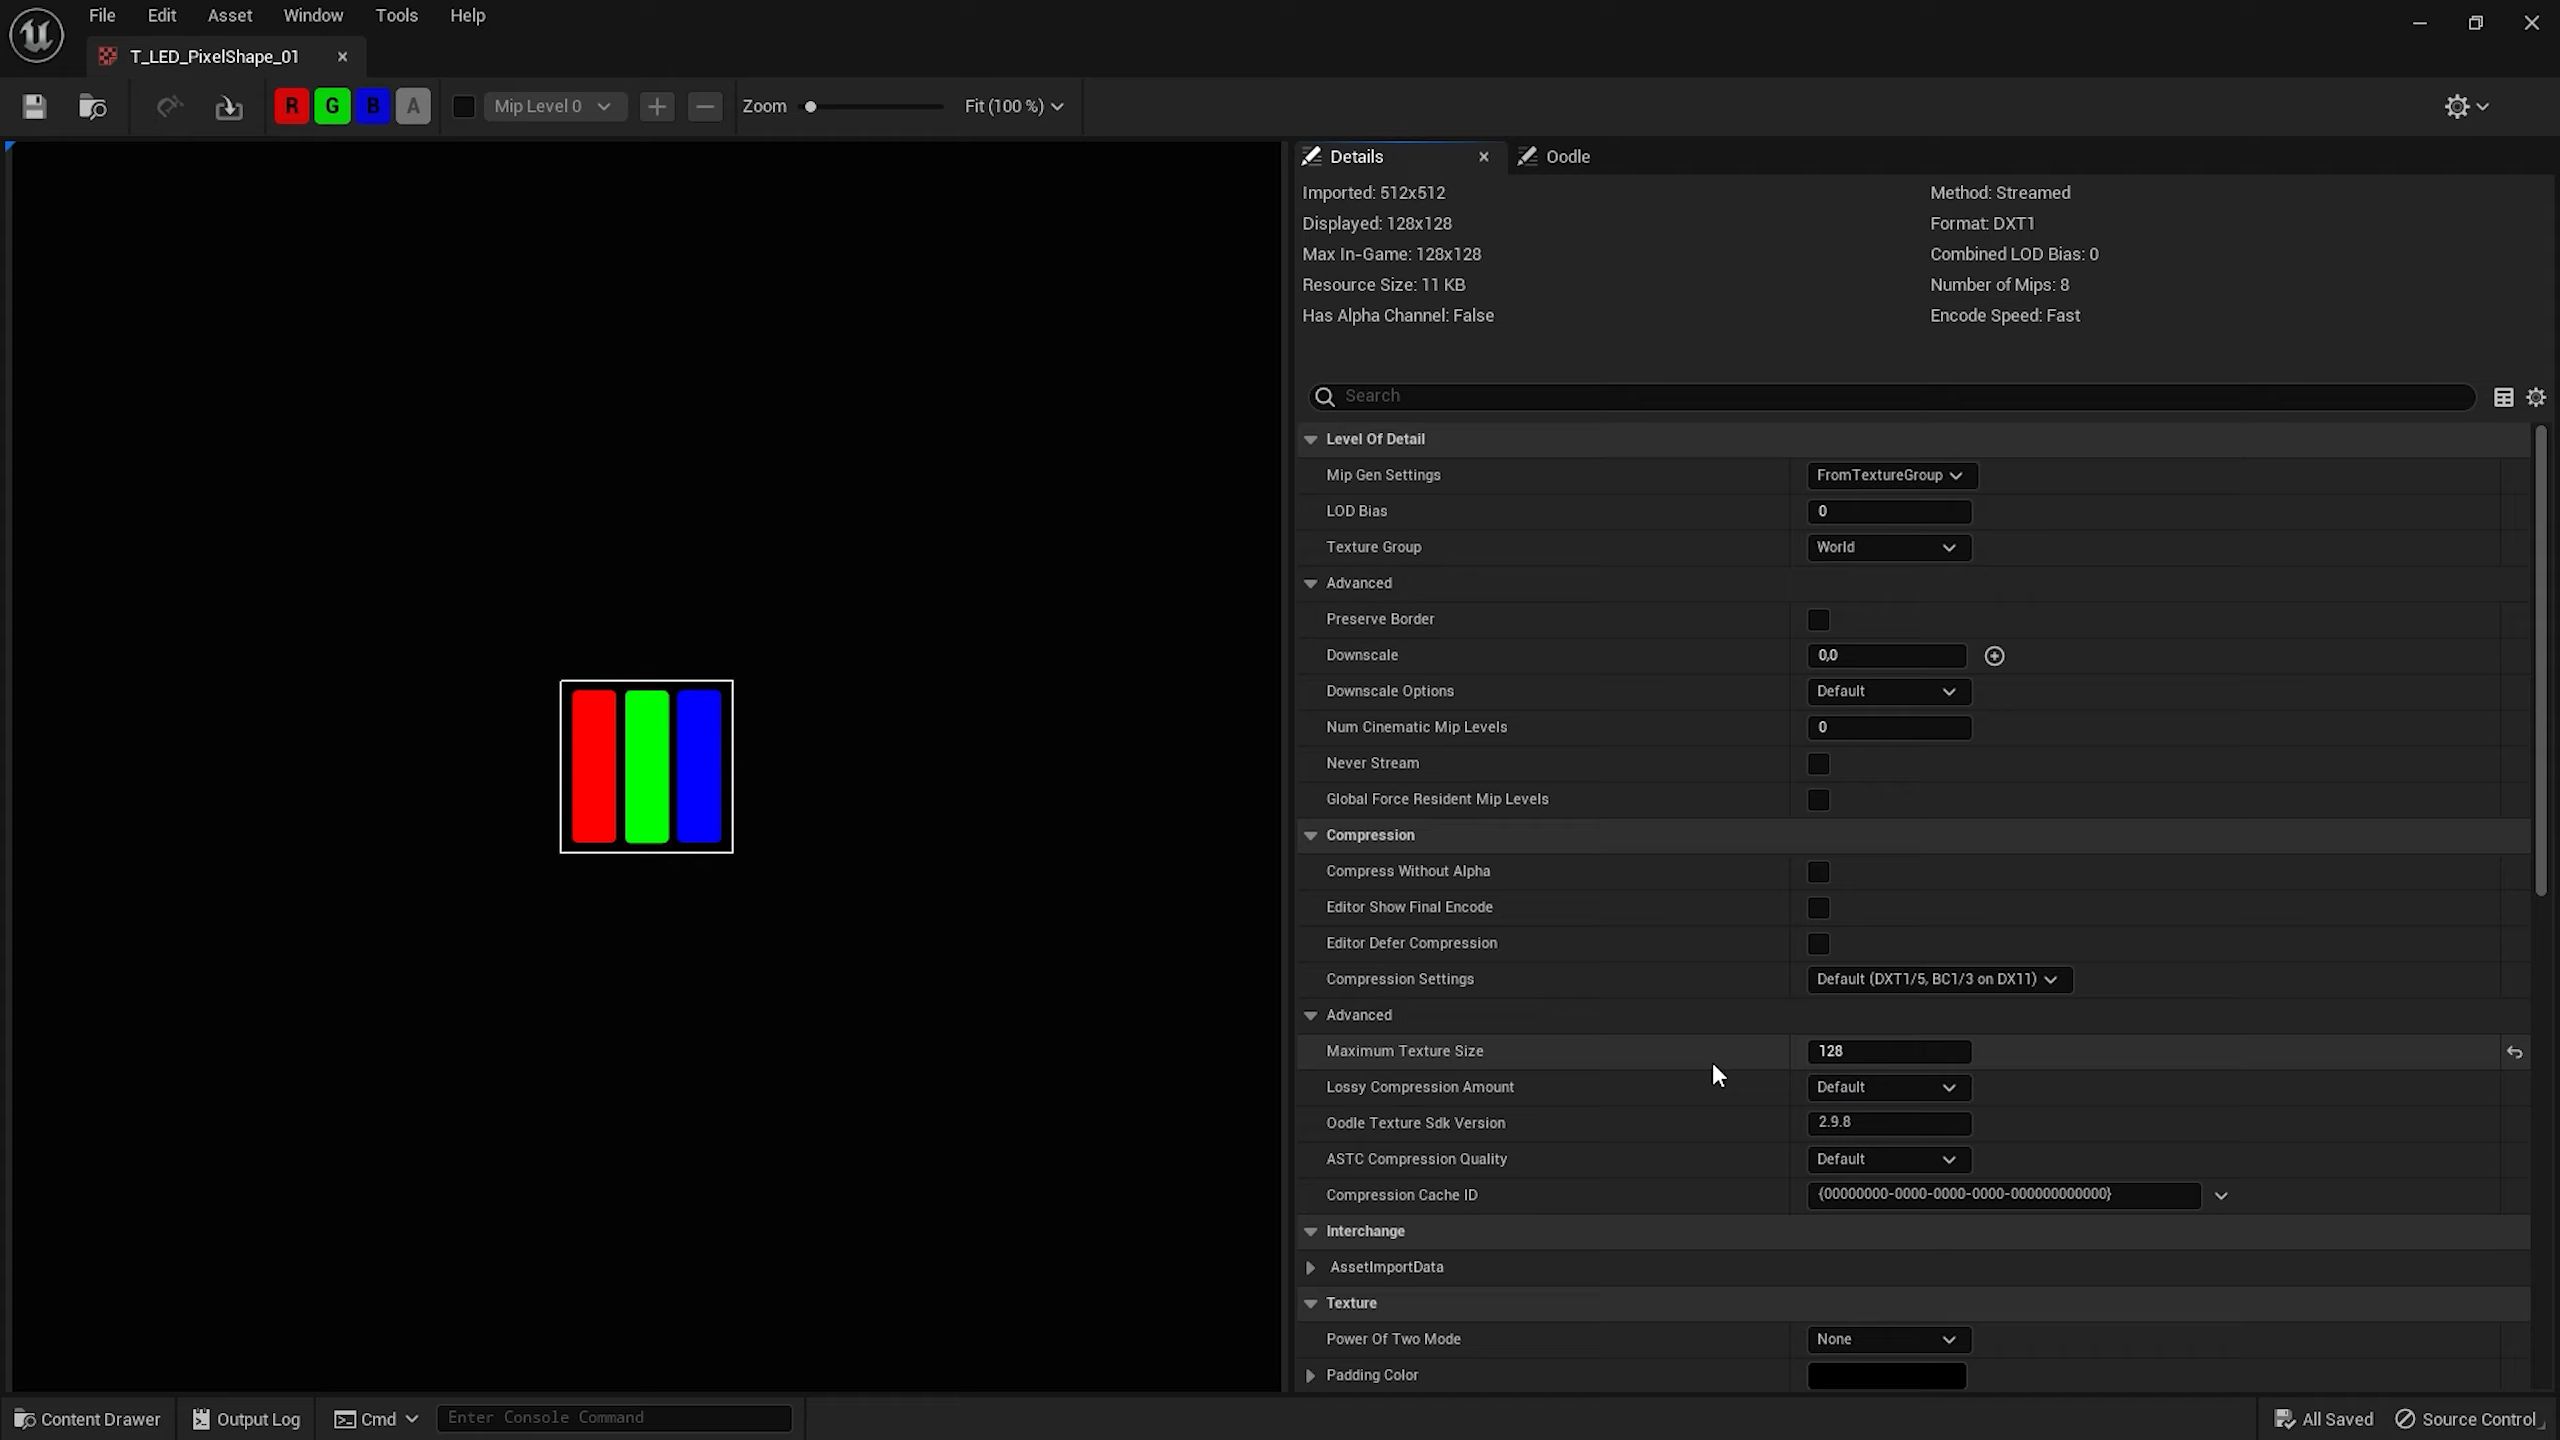 File Edit Asset Window Tools Help
T_LED_PixelShape_01
R G B A Mip Level 0 Zoom Fit (100 %)
Details Oodle
Imported: 512x512 Method: Streamed
Displayed: 128x128 Format: DXT1
Max In-Game: 128x128 Combined LOD Bias: 0
Resource Size: 11 KB Number of Mips: 8
Has Alpha Channel: False Encode Speed: Fast
Search
Level Of Detail
Mip Gen Settings FromTextureGroup
LOD Bias 0
Texture Group World
Advanced
Preserve Border
Downscale 0,0
Downscale Options Default
Num Cinematic Mip Levels 0
Never Stream
Global Force Resident Mip Levels
Compression
Compress Without Alpha
Editor Show Final Encode
Editor Defer Compression
Compression Settings Default (DXT1/5, BC1/3 on DX11)
Advanced
Maximum Texture Size 128
Lossy Compression Amount Default
Oodle Texture Sdk Version 2.9.8
ASTC Compression Quality Default
Compression Cache ID {00000000-0000-0000-0000-000000000000}
Interchange
AssetImportData
Texture
Power Of Two Mode None
Padding Color
Content Drawer Output Log Cmd Enter Console Command All Saved Source Control